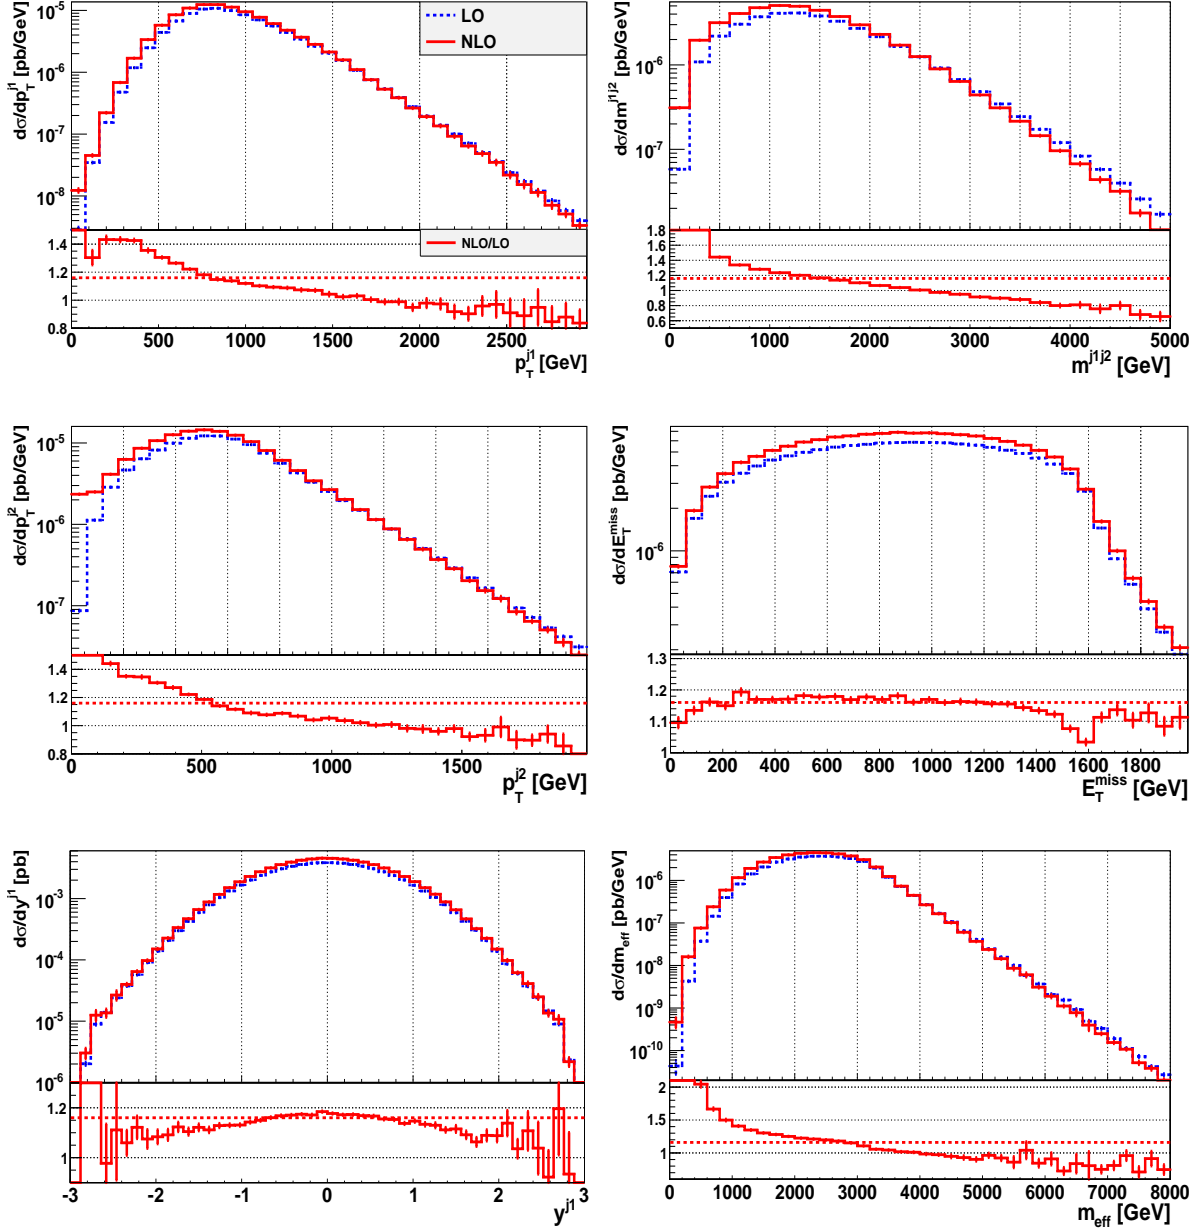 dσ/dp_T^{j1} [pb/GeV]
10^{-5}
10^{-6}
10^{-7}
10^{-8}
LO
NLO
NLO/LO
1.4
1.2
1
0.8
0 500 1000 1500 2000 2500
p_T^{j1} [GeV]
dσ/dm^{j1j2} [pb/GeV]
10^{-6}
10^{-7}
1.8
1.6
1.4
1.2
1
0.8
0.6
0 1000 2000 3000 4000 5000
m^{j1j2} [GeV]
dσ/dp_T^{j2} [pb/GeV]
10^{-5}
10^{-6}
10^{-7}
1.4
1.2
1
0.8
0 500 1000 1500
p_T^{j2} [GeV]
dσ/dE_T^{miss} [pb/GeV]
10^{-6}
1.3
1.2
1.1
1
0 200 400 600 800 1000 1200 1400 1600 1800
E_T^{miss} [GeV]
dσ/dy^{j1} [pb]
10^{-3}
10^{-4}
10^{-5}
10^{-6}
1.2
1
-3 -2 -1 0 1 2 3
y^{j1}
dσ/dm_{eff} [pb/GeV]
10^{-6}
10^{-7}
10^{-8}
10^{-9}
10^{-10}
2
1.5
1
0 1000 2000 3000 4000 5000 6000 7000 8000
m_{eff} [GeV]